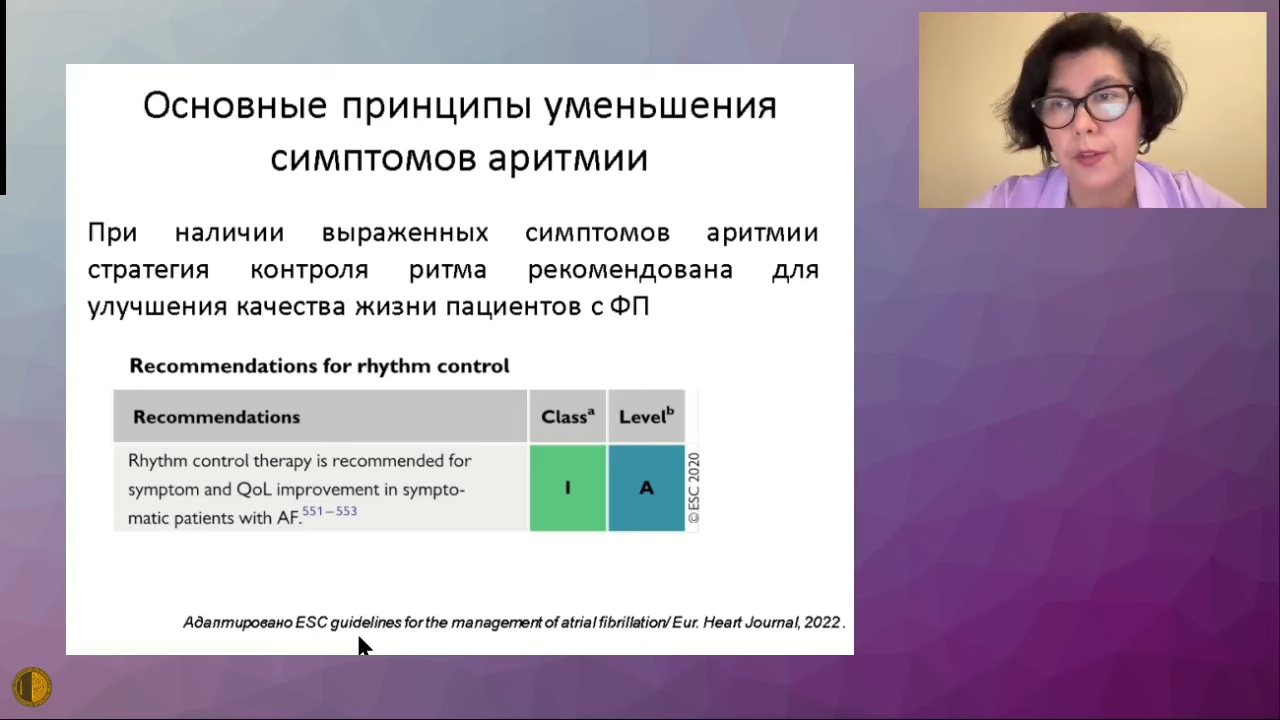 Основные принципы уменьшения
симптомов аритмии
При наличии выраженных симптомов аритмии
стратегия контроля ритма рекомендована для
улучшения качества жизни пациентов с ФП
Recommendations for rhythm control
Recommendations Classᵃ Levelᵇ
Rhythm control therapy is recommended for
symptom and QoL improvement in sympto-
matic patients with AF.⁵⁵¹⁻⁵⁵³
I A
© ESC 2020
Адаптировано ESC guidelines for the management of atrial fibrillation/ Eur. Heart Journal, 2022 .